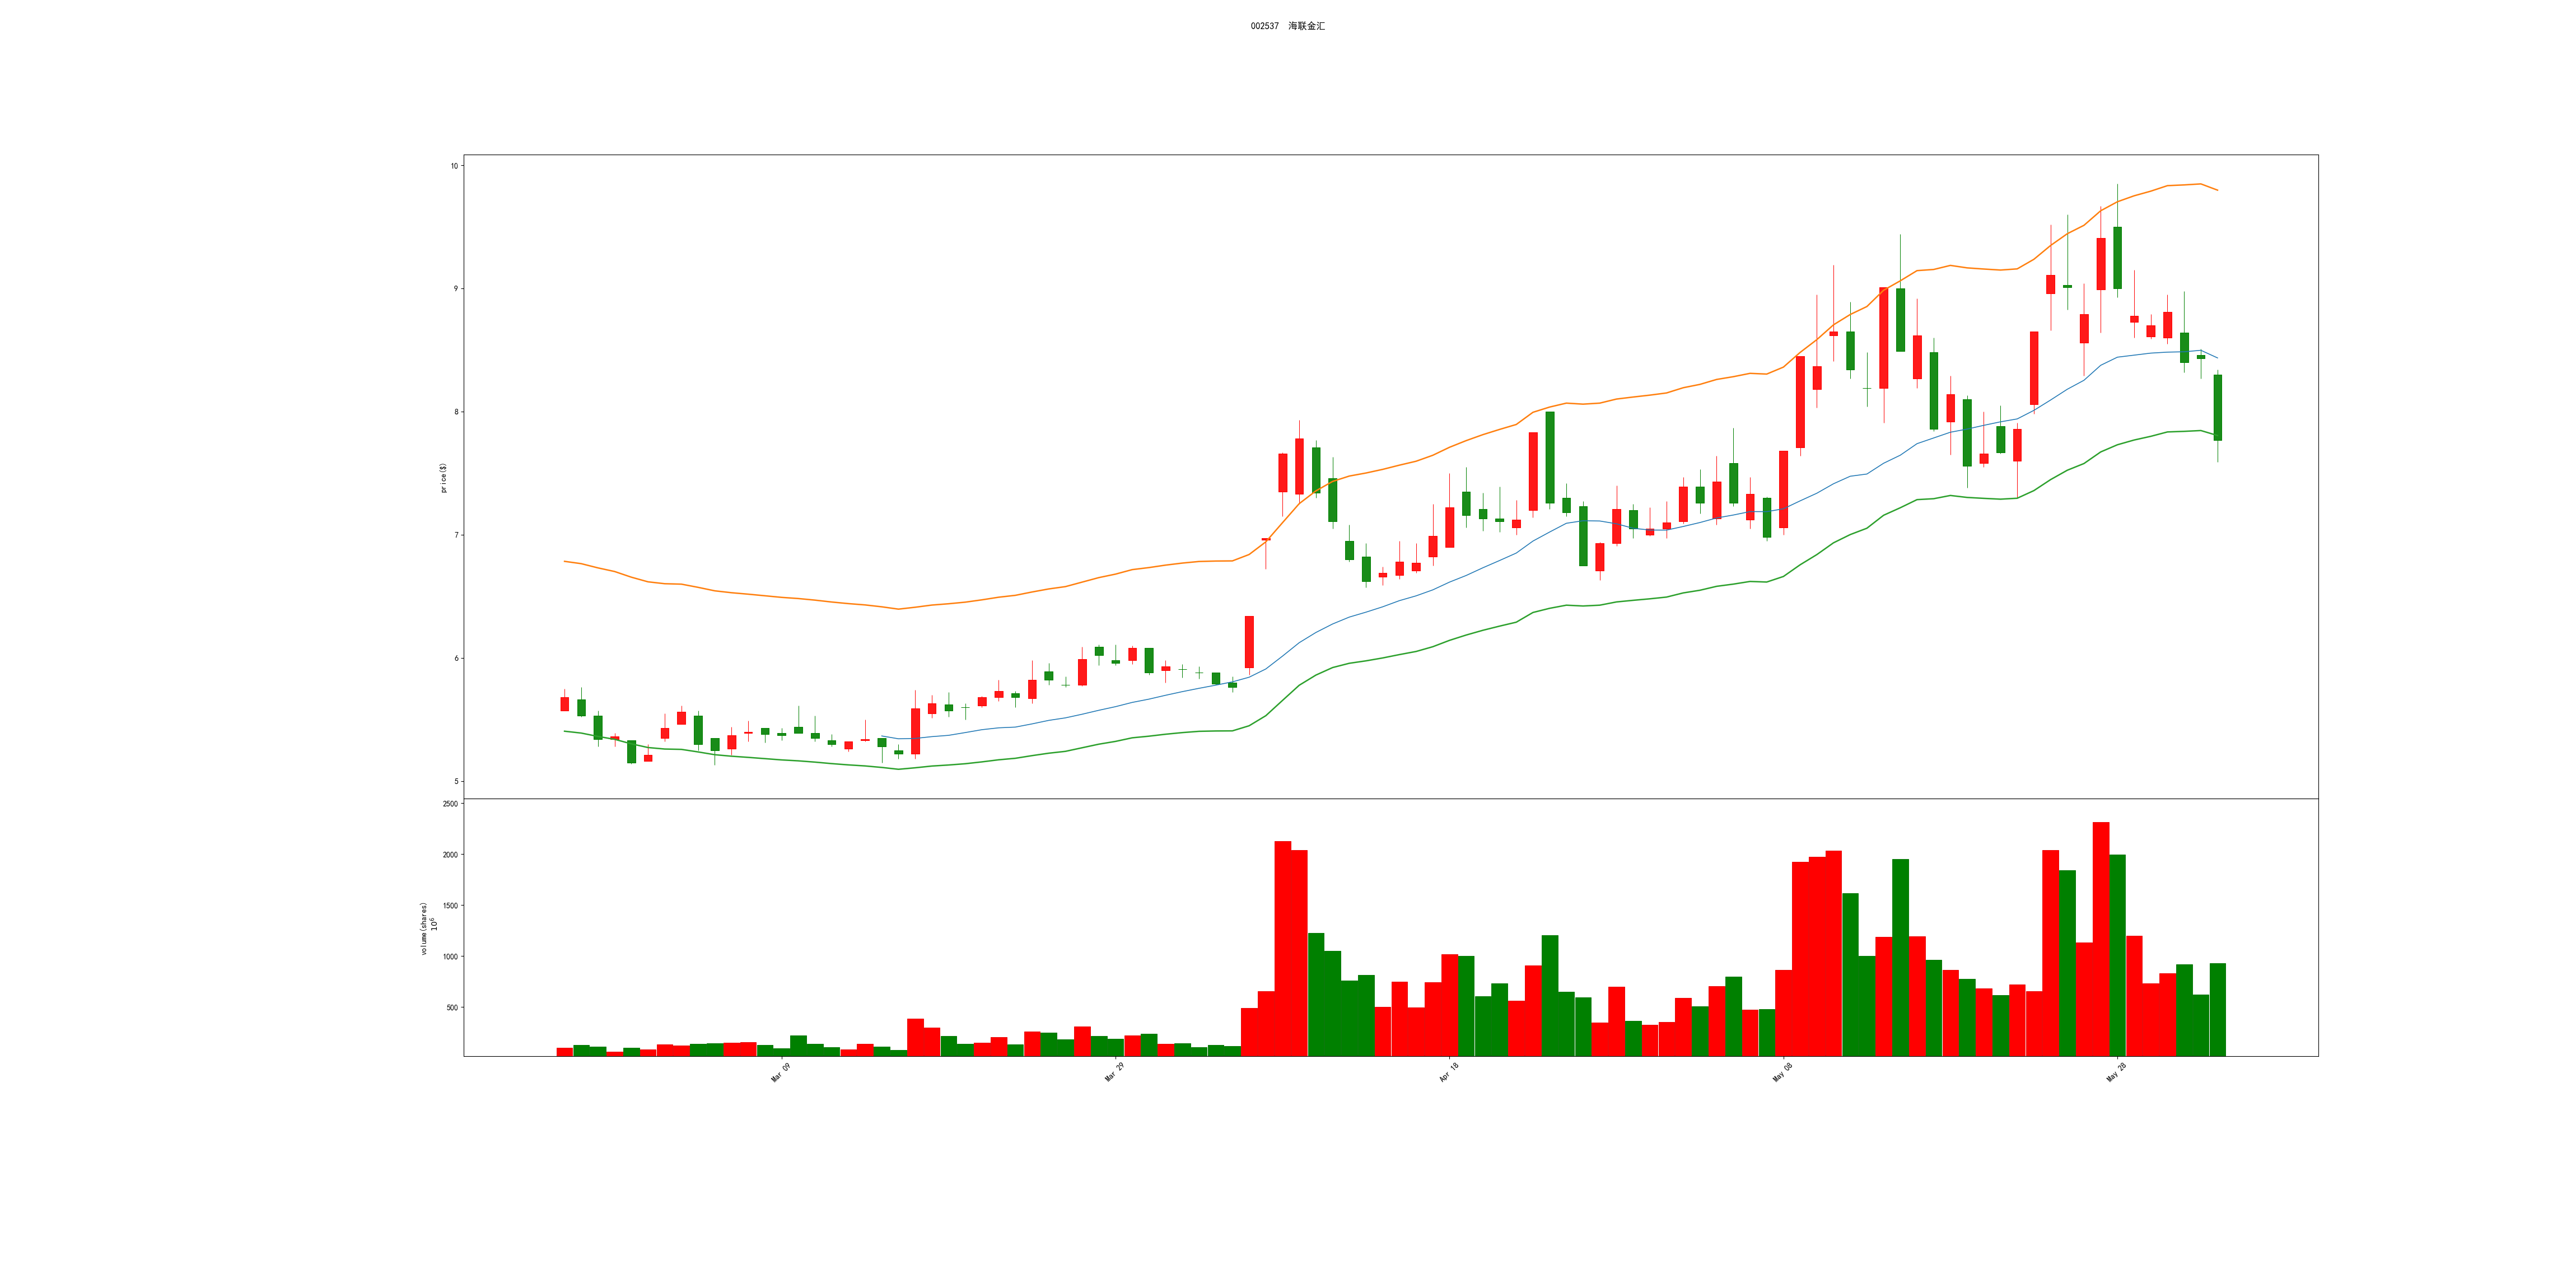 002537 海联金汇
10
9
8
7
6
5
price($)
2500
2000
1500
1000
500
volume(shares)
10⁶
Mar 09
Mar 29
Apr 18
May 08
May 28